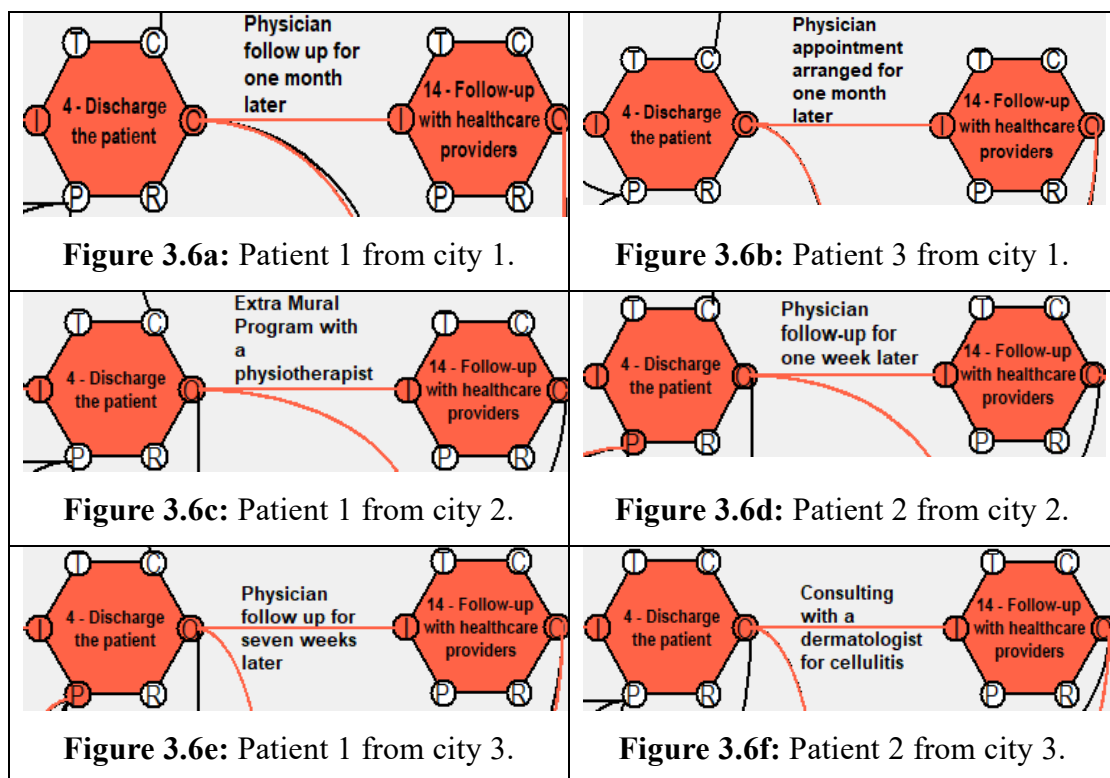 T C
Physician
follow up for
one month
later
T C
I 4 - Discharge
the patient O
I 14 - Follow-up
with healthcare
providers O
P R
P R
Figure 3.6a: Patient 1 from city 1.
T C
Physician
appointment
arranged for
one month
later
T C
I 4 - Discharge
the patient O
I 14 - Follow-up
with healthcare
providers O
P R
P R
Figure 3.6b: Patient 3 from city 1.
T C
Extra Mural
Program with
a
physiotherapist
T C
I 4 - Discharge
the patient O
I 14 - Follow-up
with healthcare
providers O
P R
P R
Figure 3.6c: Patient 1 from city 2.
T C
Physician
follow-up for
one week later
T C
I 4 - Discharge
the patient O
I 14 - Follow-up
with healthcare
providers O
P R
P R
Figure 3.6d: Patient 2 from city 2.
T C
Physician
follow up for
seven weeks
later
T C
I 4 - Discharge
the patient O
I 14 - Follow-up
with healthcare
providers O
P R
P R
Figure 3.6e: Patient 1 from city 3.
T C
Consulting
with a
dermatologist
for cellulitis
T C
I 4 - Discharge
the patient O
I 14 - Follow-up
with healthcare
providers O
P R
P R
Figure 3.6f: Patient 2 from city 3.